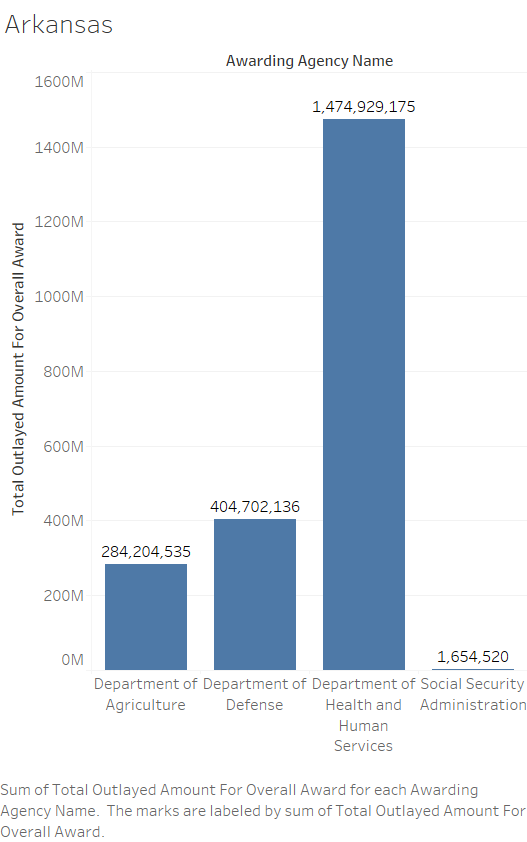 Arkansas
Awarding Agency Name
Total Outlayed Amount For Overall Award
1600M
1400M
1200M
1000M
800M
600M
400M
200M
0M
284,204,535
404,702,136
1,474,929,175
1,654,520
Department of
Agriculture
Department of
Defense
Department of
Health and
Human
Services
Social Security
Administration
Sum of Total Outlayed Amount For Overall Award for each Awarding
Agency Name. The marks are labeled by sum of Total Outlayed Amount For
Overall Award.